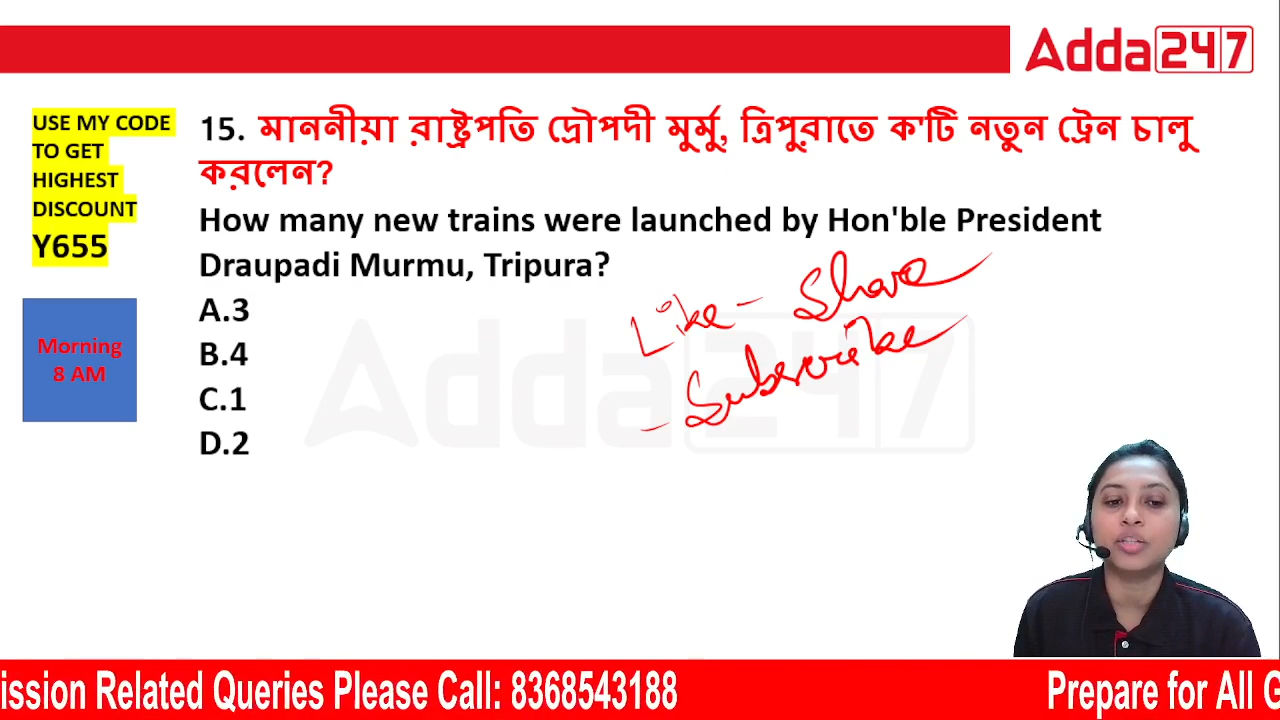 Adda247
USE MY CODE
TO GET
HIGHEST
DISCOUNT
Y655
Morning
8 AM
15. মাননীয়া রাষ্ট্রপতি দ্রৌপদী মুর্মু, ত্রিপুরাতে ক'টি নতুন ট্রেন চালু
করলেন?
How many new trains were launched by Hon'ble President
Draupadi Murmu, Tripura?
A.3
B.4
C.1
D.2
Like - Share
- Subscribe
Adda247
ission Related Queries Please Call: 8368543188
Prepare for All G